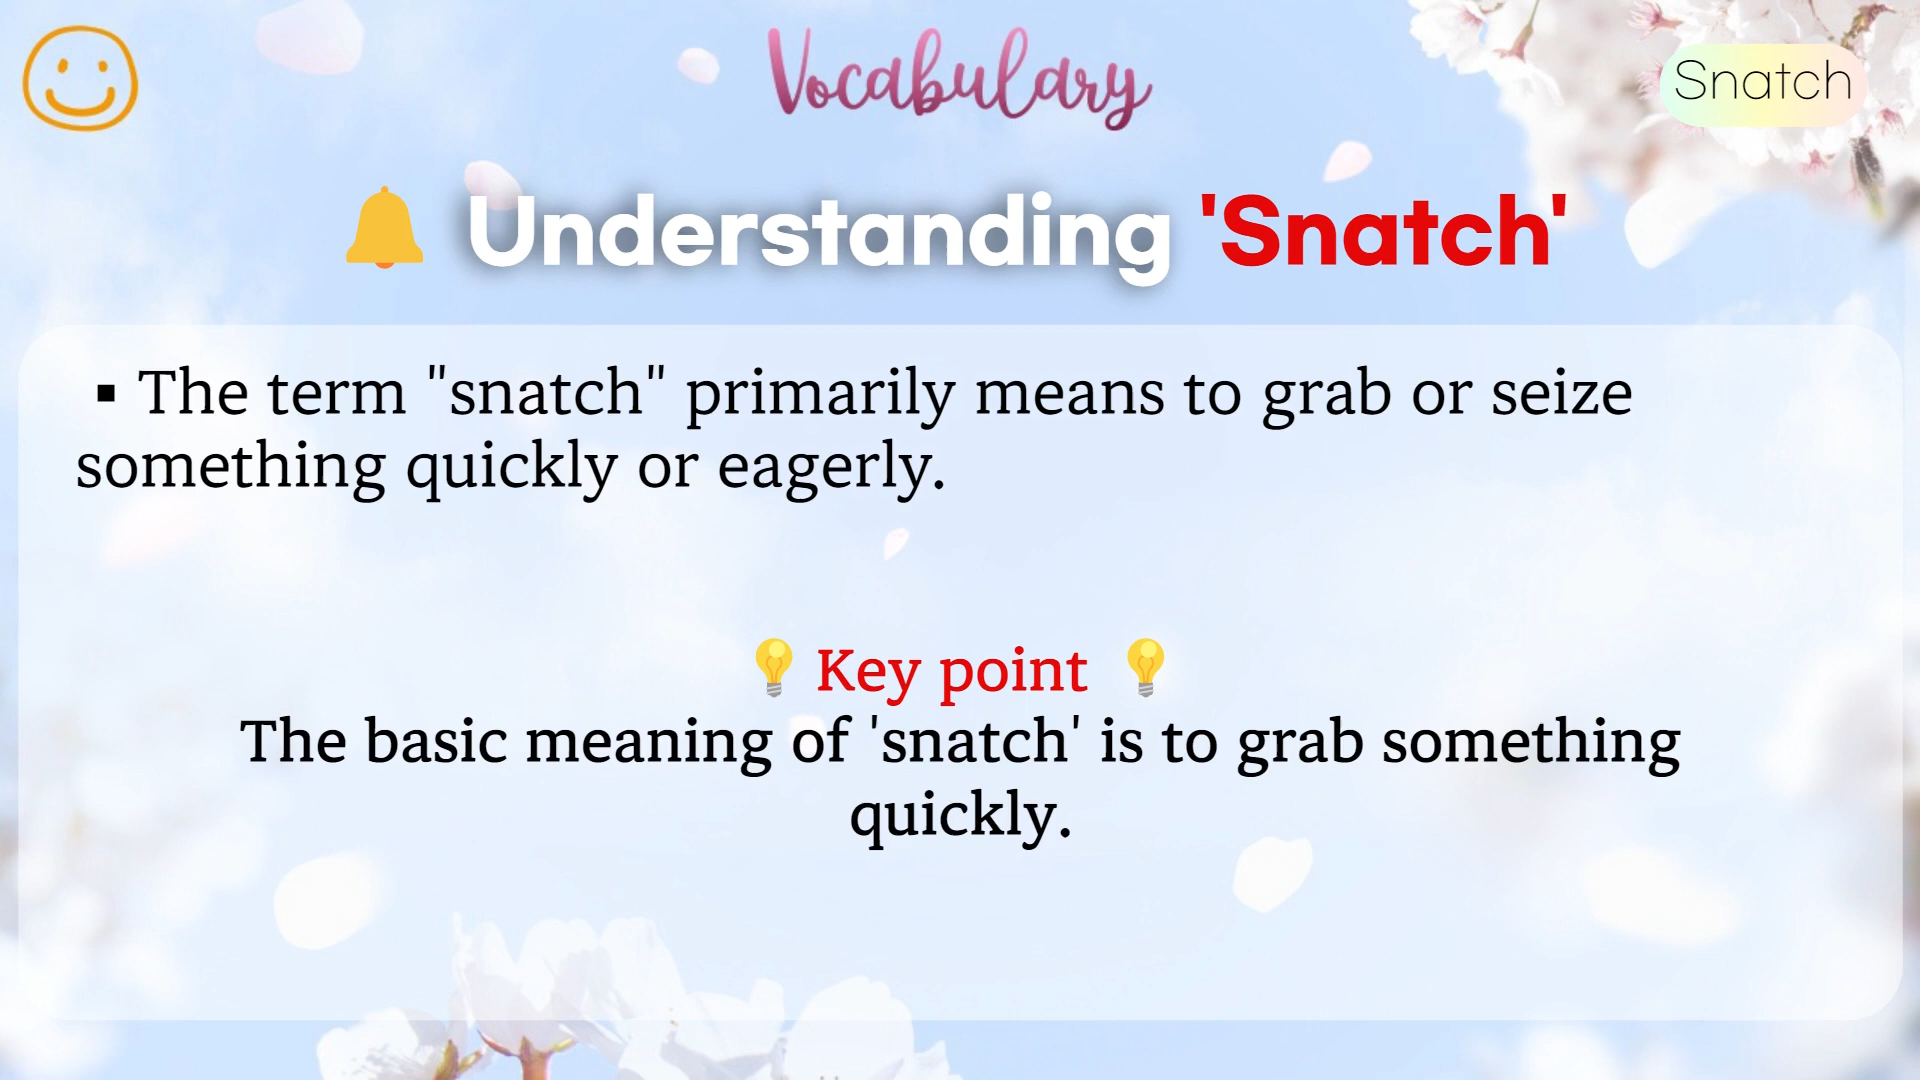 Vocabulary
Snatch
Understanding 'Snatch'
▪ The term "snatch" primarily means to grab or seize
something quickly or eagerly.
Key point
The basic meaning of 'snatch' is to grab something
quickly.